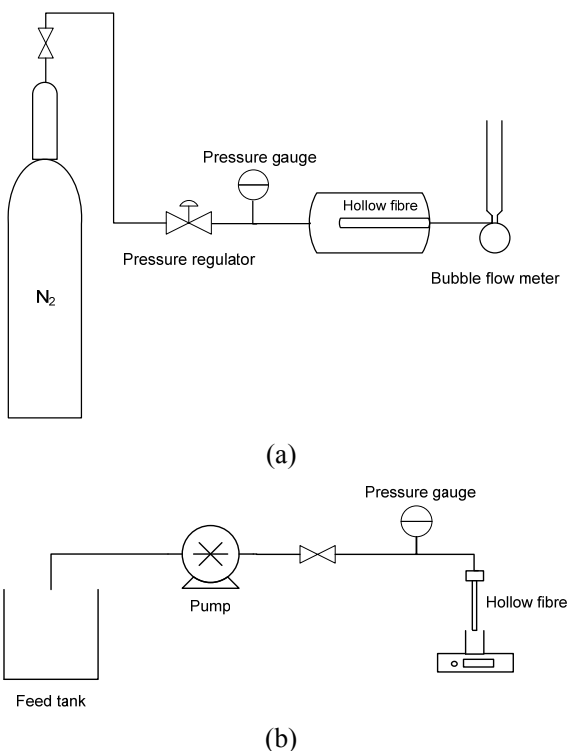 Pressure gauge
Hollow fibre
Pressure regulator
Bubble flow meter
N₂
(a)
Pressure gauge
Pump
Hollow fibre
Feed tank
(b)